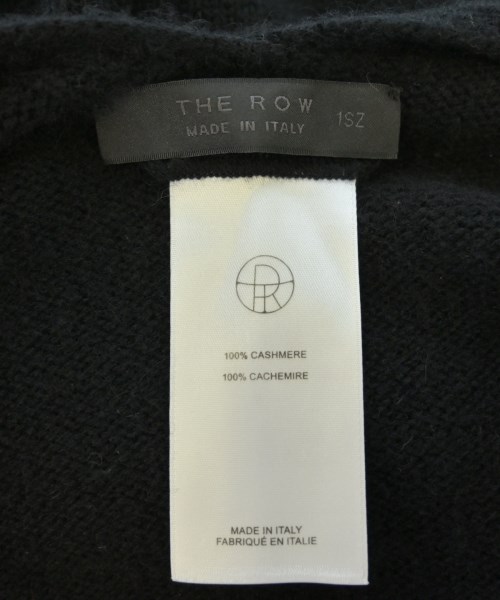 THE ROW
MADE IN ITALY
1SZ
100% CASHMERE
100% CACHEMIRE
MADE IN ITALY
FABRIQUÉ EN ITALIE